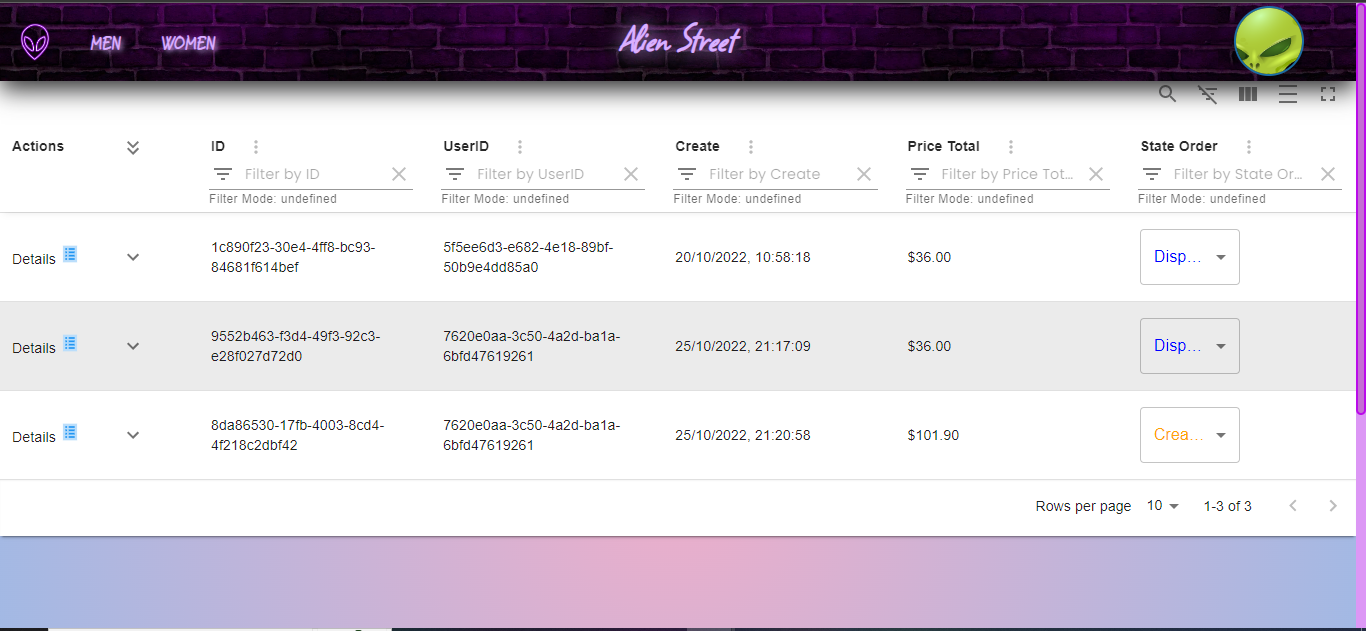 MEN WOMEN Alien Street
Actions ID UserID Create Price Total State Order
Filter by ID Filter by UserID Filter by Create Filter by Price Tot... Filter by State Or...
Filter Mode: undefined Filter Mode: undefined Filter Mode: undefined Filter Mode: undefined Filter Mode: undefined
1c890f23-30e4-4ff8-bc93- 5f5ee6d3-e682-4e18-89bf-
Details 20/10/2022, 10:58:18 $36.00 Disp...
84681f614bef 50b9e4dd85a0
9552b463-f3d4-49f3-92c3- 7620e0aa-3c50-4a2d-ba1a-
Details 25/10/2022, 21:17:09 $36.00 Disp...
e28f027d72d0 6bfd47619261
8da86530-17fb-4003-8cd4- 7620e0aa-3c50-4a2d-ba1a-
Details 25/10/2022, 21:20:58 $101.90 Crea...
4f218c2dbf42 6bfd47619261
Rows per page 10 1-3 of 3